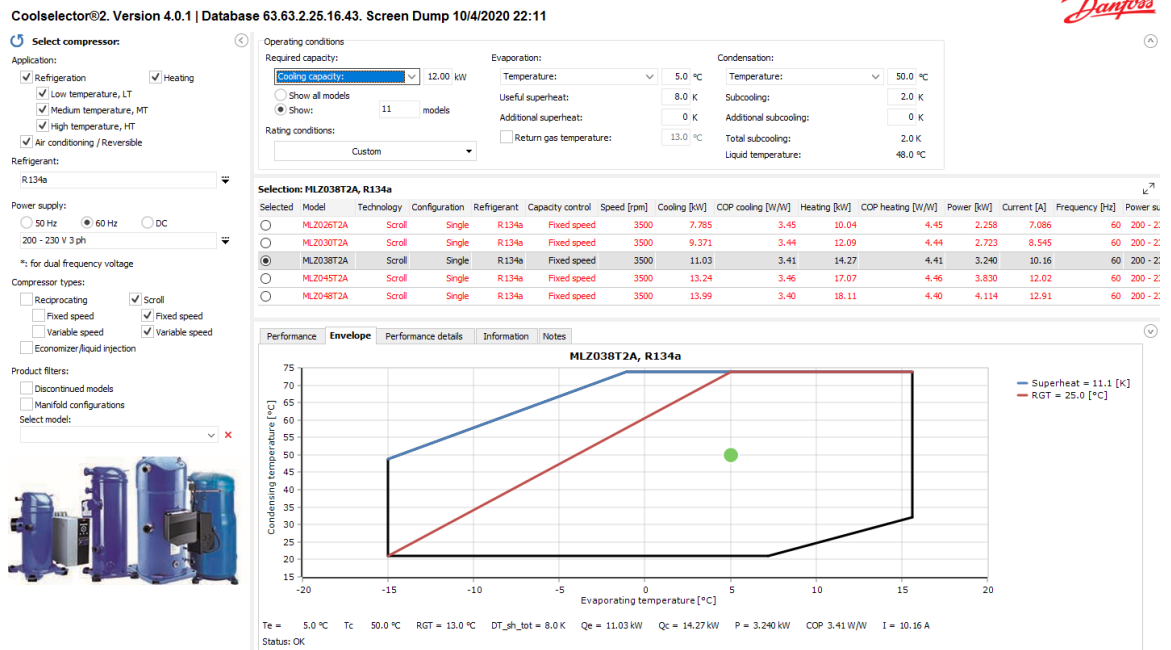 Coolselector®2. Version 4.0.1 | Database 63.63.2.25.16.43. Screen Dump 10/4/2020 22:11
Danfoss
Select compressor:
Application:
Refrigeration Heating
Low temperature, LT
Medium temperature, MT
High temperature, HT
Air conditioning / Reversible
Refrigerant:
R134a
Power supply:
50 Hz 60 Hz DC
200 - 230 V 3 ph
*: for dual frequency voltage
Compressor types:
Reciprocating Scroll
Fixed speed Fixed speed
Variable speed Variable speed
Economizer/liquid injection
Product filters:
Discontinued models
Manifold configurations
Select model:
Operating conditions
Required capacity:
Cooling capacity: 12.00 kW
Show all models
Show: 11 models
Rating conditions:
Custom
Evaporation:
Temperature: 5.0 °C
Useful superheat: 8.0 K
Additional superheat: 0 K
Return gas temperature: 13.0 °C
Condensation:
Temperature: 50.0 °C
Subcooling: 2.0 K
Additional subcooling: 0 K
Total subcooling: 2.0 K
Liquid temperature: 48.0 °C
Selection: MLZ038T2A, R134a
Selected Model Technology Configuration Refrigerant Capacity control Speed [rpm] Cooling [kW] COP cooling [W/W] Heating [kW] COP heating [W/W] Power [kW] Current [A] Frequency [Hz] Power su
MLZ026T2A Scroll Single R134a Fixed speed 3500 7.785 3.45 10.04 4.45 2.258 7.086 60 200 - 23
MLZ030T2A Scroll Single R134a Fixed speed 3500 9.371 3.44 12.09 4.44 2.723 8.545 60 200 - 23
MLZ038T2A Scroll Single R134a Fixed speed 3500 11.03 3.41 14.27 4.41 3.240 10.16 60 200 - 23
MLZ045T2A Scroll Single R134a Fixed speed 3500 13.24 3.46 17.07 4.46 3.830 12.02 60 200 - 23
MLZ048T2A Scroll Single R134a Fixed speed 3500 13.99 3.40 18.11 4.40 4.114 12.91 60 200 - 23
Performance Envelope Performance details Information Notes
MLZ038T2A, R134a
Condensing temperature [°C]
75
70
65
60
55
50
45
40
35
30
25
20
15
-20 -15 -10 -5 0 5 10 15 20
Evaporating temperature [°C]
Superheat = 11.1 [K]
RGT = 25.0 [°C]
Te = 5.0 °C Tc 50.0 °C RGT = 13.0 °C DT_sh_tot = 8.0 K Qe = 11.03 kW Qc = 14.27 kW P = 3.240 kW COP 3.41 W/W I = 10.16 A
Status: OK